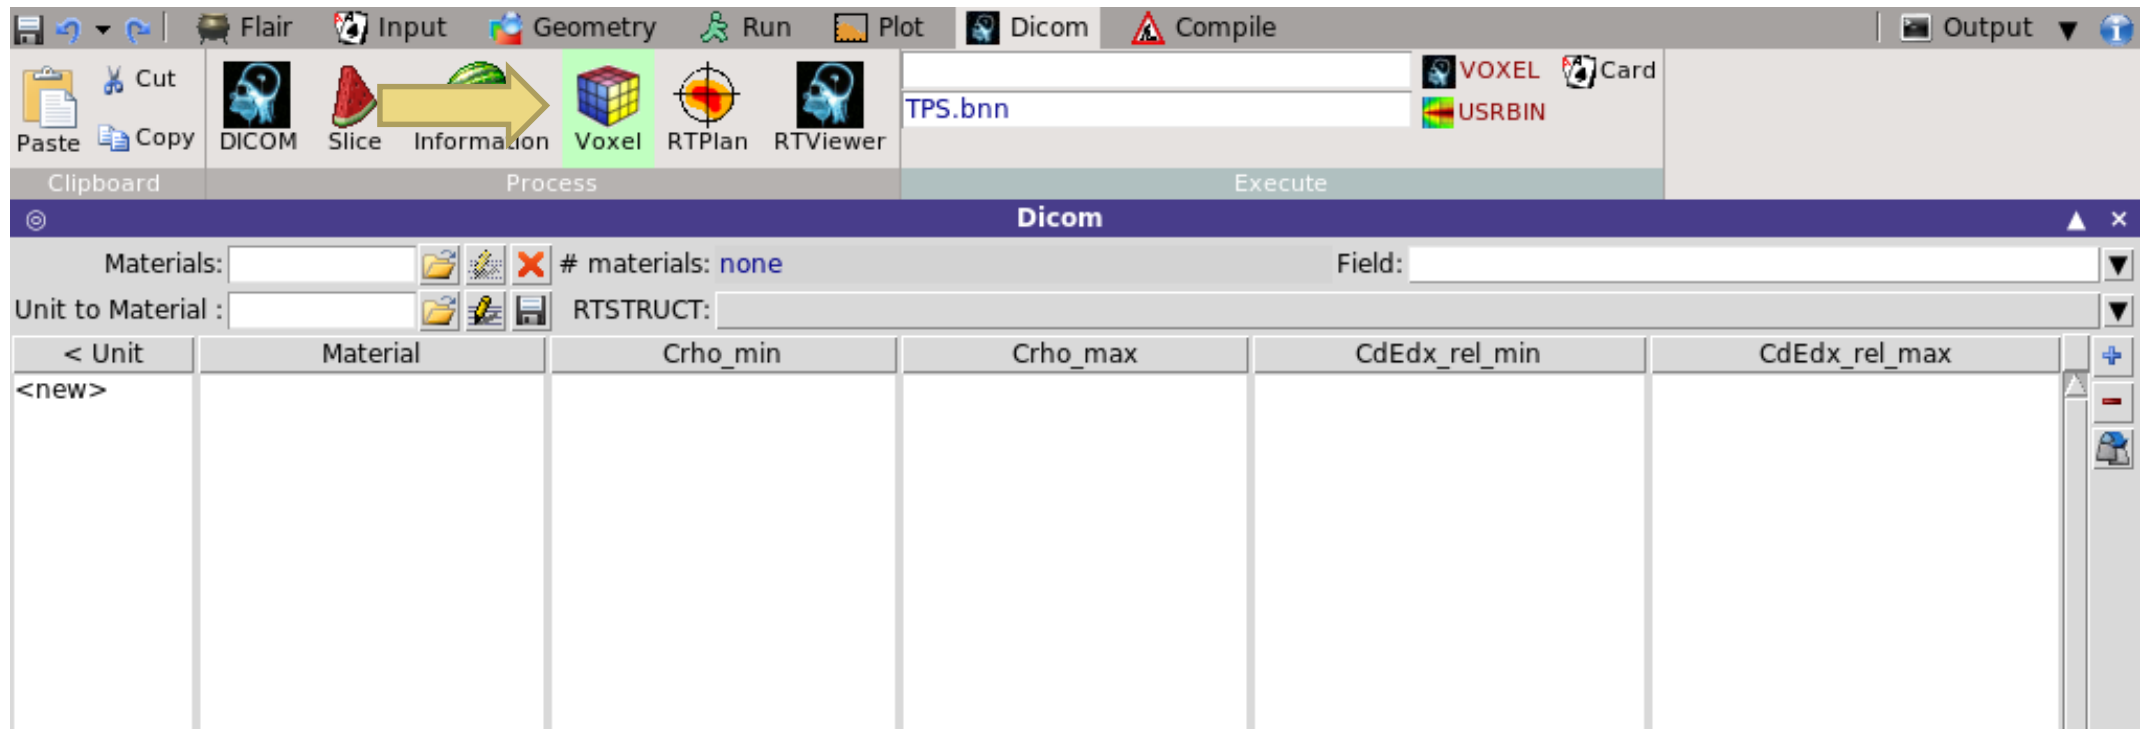 Flair Input Geometry Run Plot Dicom Compile Output
Cut
VOXEL Card
TPS.bnn USRBIN
Paste Copy DICOM Slice Information Voxel RTPlan RTViewer
Clipboard Process Execute
Dicom
Materials: # materials: none Field:
Unit to Material : RTSTRUCT:
< Unit Material Crho_min Crho_max CdEdx_rel_min CdEdx_rel_max
<new>